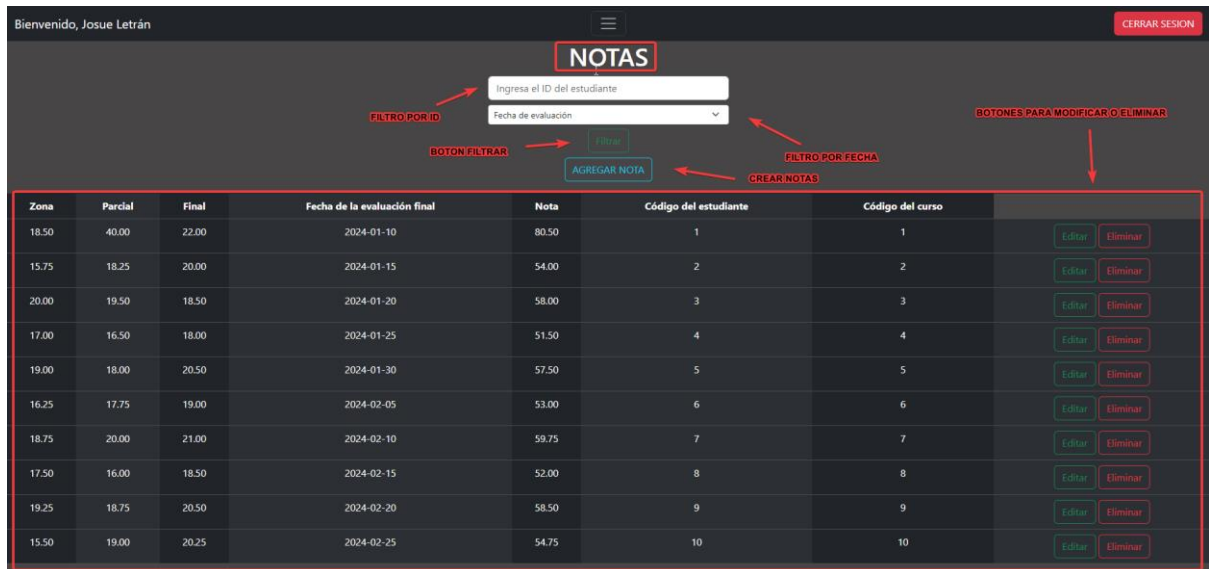 Bienvenido, Josue Letrán
CERRAR SESION
NOTAS
Ingresa el ID del estudiante
FILTRO POR ID
Fecha de evaluación
BOTONES PARA MODIFICAR O ELIMINAR
BOTON FILTRAR
Filtrar
FILTRO POR FECHA
AGREGAR NOTA
CREAR NOTAS
Zona Parcial Final Fecha de la evaluación final Nota Código del estudiante Código del curso
18.50 40.00 22.00 2024-01-10 80.50 1 1 Editar Eliminar
15.75 18.25 20.00 2024-01-15 54.00 2 2 Editar Eliminar
20.00 19.50 18.50 2024-01-20 58.00 3 3 Editar Eliminar
17.00 16.50 18.00 2024-01-25 51.50 4 4 Editar Eliminar
19.00 18.00 20.50 2024-01-30 57.50 5 5 Editar Eliminar
16.25 17.75 19.00 2024-02-05 53.00 6 6 Editar Eliminar
18.75 20.00 21.00 2024-02-10 59.75 7 7 Editar Eliminar
17.50 16.00 18.50 2024-02-15 52.00 8 8 Editar Eliminar
19.25 18.75 20.50 2024-02-20 58.50 9 9 Editar Eliminar
15.50 19.00 20.25 2024-02-25 54.75 10 10 Editar Eliminar